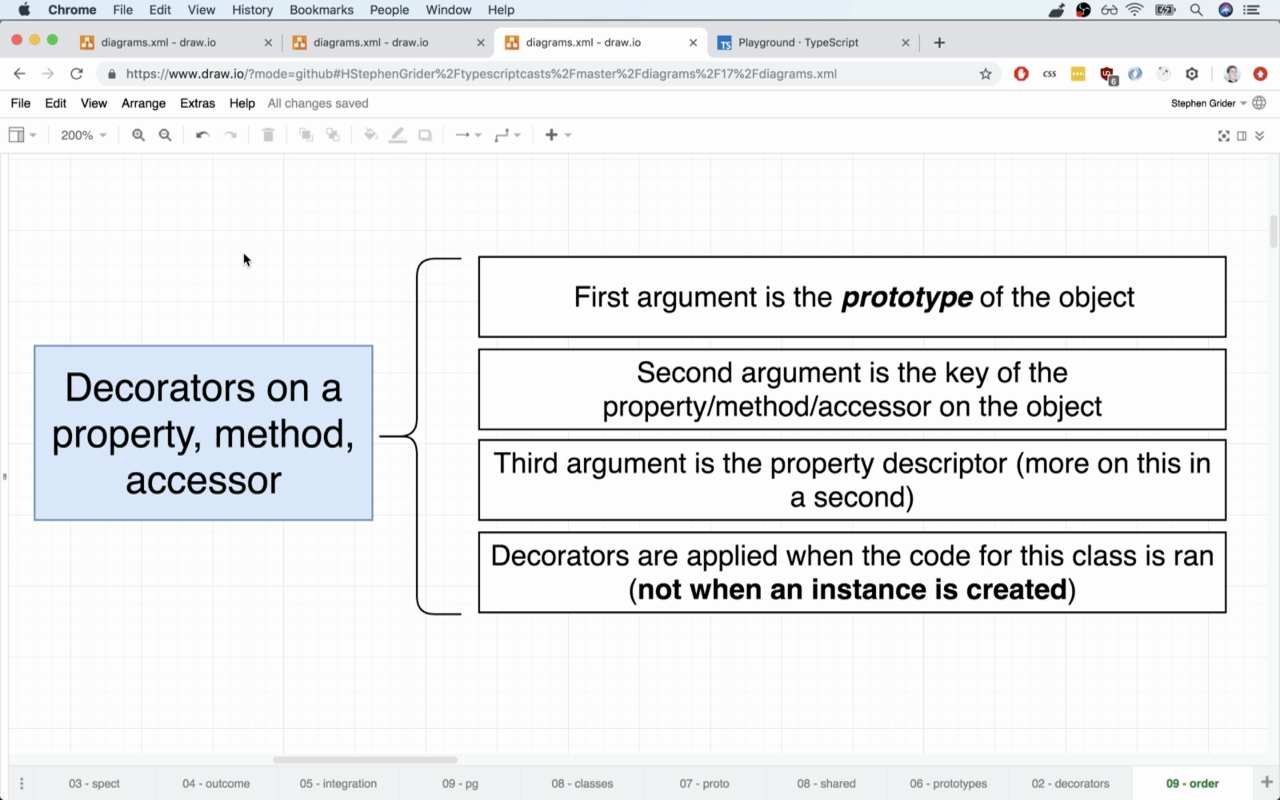 Chrome File Edit View History Bookmarks People Window Help
diagrams.xml - draw.io diagrams.xml - draw.io diagrams.xml - draw.io TS Playground · TypeScript
https://www.draw.io/?mode=github#HStephenGrider%2Ftypescriptcasts%2Fmaster%2Fdiagrams%2F17%2Fdiagrams.xml css 6
File Edit View Arrange Extras Help All changes saved Stephen Grider
200%
First argument is the prototype of the object
Decorators on a
property, method,
accessor
Second argument is the key of the
property/method/accessor on the object
Third argument is the property descriptor (more on this in
a second)
Decorators are applied when the code for this class is ran
(not when an instance is created)
03 - spect 04 - outcome 05 - integration 09 - pg 08 - classes 07 - proto 08 - shared 06 - prototypes 02 - decorators 09 - order